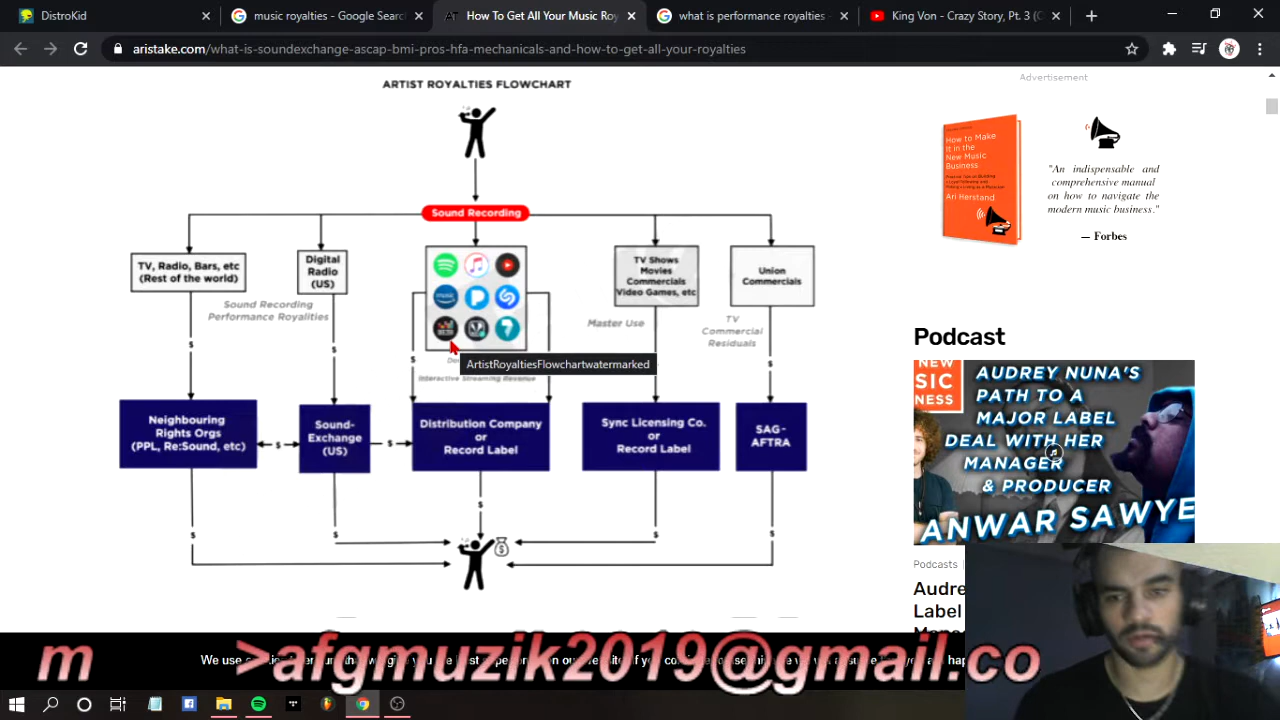 DistroKid
music royalties - Google Search
How To Get All Your Music Roy
what is performance royalties -
King Von - Crazy Story, Pt. 3 (
aristake.com/what-is-soundexchange-ascap-bmi-pros-hfa-mechanicals-and-how-to-get-all-your-royalties
ARTIST ROYALTIES FLOWCHART
Sound Recording
TV, Radio, Bars, etc
(Rest of the world)
Digital
Radio
(US)
TV Shows
Movies
Commercials
Video Games, etc
Union
Commercials
Sound Recording
Performance Royalities
Master Use
TV
Commercial
Residuals
$
$
$
$
$
$
ArtistRoyaltiesFlowchartwatermarked
Interactive Streaming Revenue
Neighbouring
Rights Orgs
(PPL, Re:Sound, etc)
$
Sound-
Exchange
(US)
$
Distribution Company
or
Record Label
Sync Licensing Co.
or
Record Label
SAG-
AFTRA
$
$
$
$
$
Advertisement
How to Make
It in the
New Music
Business
Ari Herstand
"An indispensable and
comprehensive manual
on how to navigate the
modern music business."
— Forbes
Podcast
NEW
SIC
NESS
AUDREY NUNA'S
PATH TO A
MAJOR LABEL
DEAL WITH HER
MANAGER
& PRODUCER
ANWAR SAWYE
Podcasts |
Audre
Label
We use
m >afgmuzik2019@gmail.co